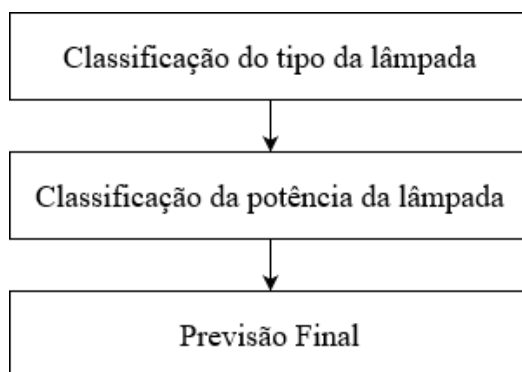 Classificação do tipo da lâmpada
Classificação da potência da lâmpada
Previsão Final